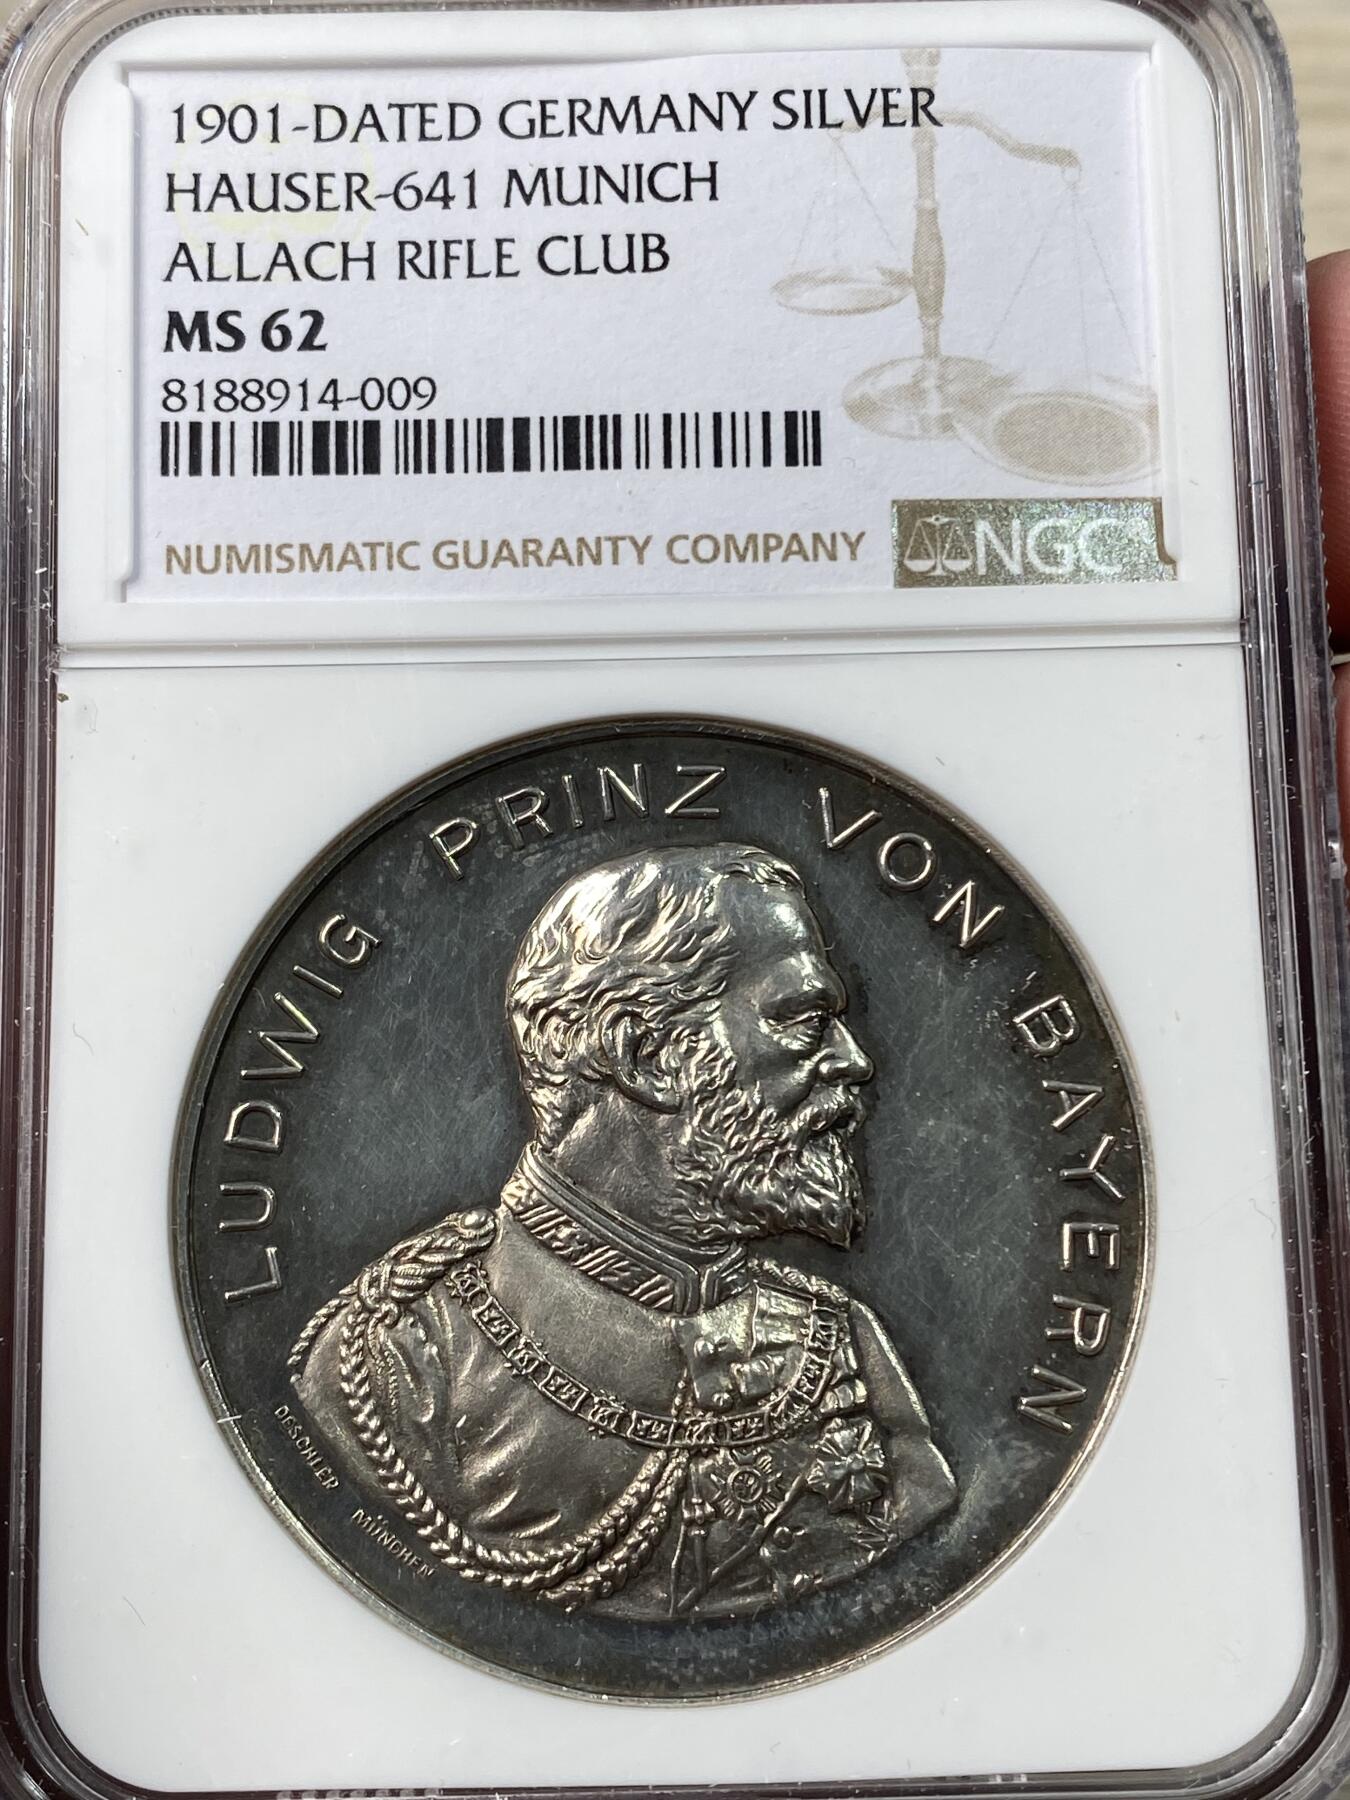 1901-DATED GERMANY SILVER
HAUSER-641 MUNICH
ALLACH RIFLE CLUB
MS 62
8188914-009
NUMISMATIC GUARANTY COMPANY
NGC
LUDWIG PRINZ VON BAYERN
DESCHLER MÜNCHEN